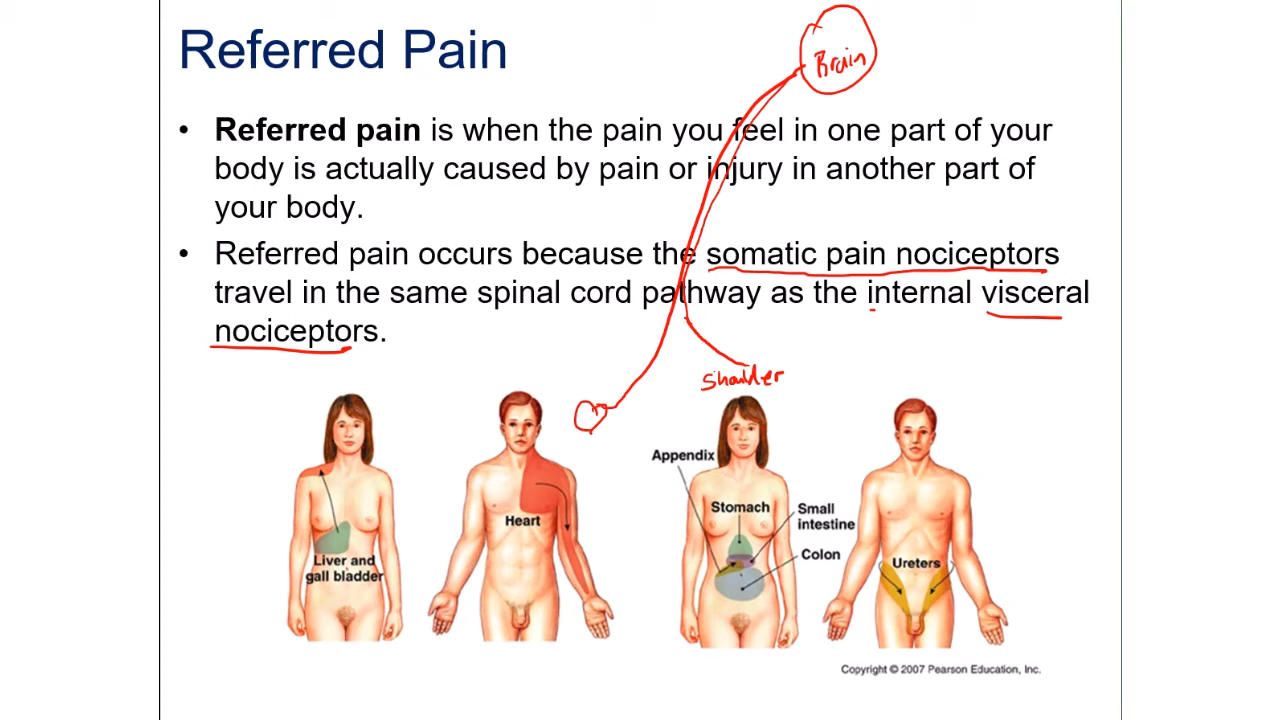 Referred Pain
Brain
• Referred pain is when the pain you feel in one part of your
body is actually caused by pain or injury in another part of
your body.
• Referred pain occurs because the somatic pain nociceptors
travel in the same spinal cord pathway as the internal visceral
nociceptors.
Shoulder
Appendix
Stomach
Small
intestine
Heart
Colon
Liver and
gall bladder
Ureters
Copyright © 2007 Pearson Education, Inc.